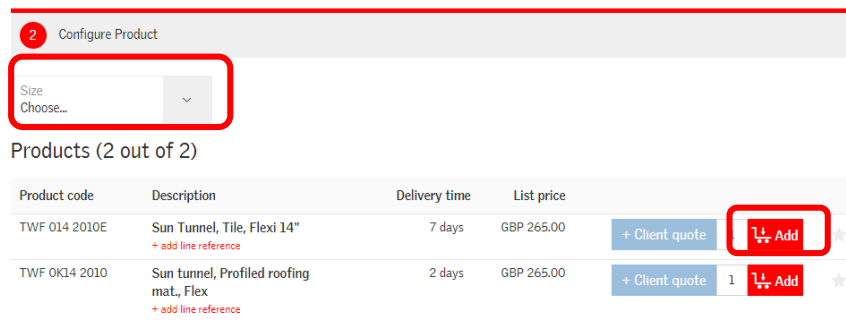 2 Configure Product
Size
Choose...
Products (2 out of 2)
Product code Description Delivery time List price
TWF 014 2010E Sun Tunnel, Tile, Flexi 14" 7 days GBP 265.00 + Client quote Add
+ add line reference
TWF 0K14 2010 Sun tunnel, Profiled roofing 2 days GBP 265.00 + Client quote 1 Add
mat., Flex
+ add line reference